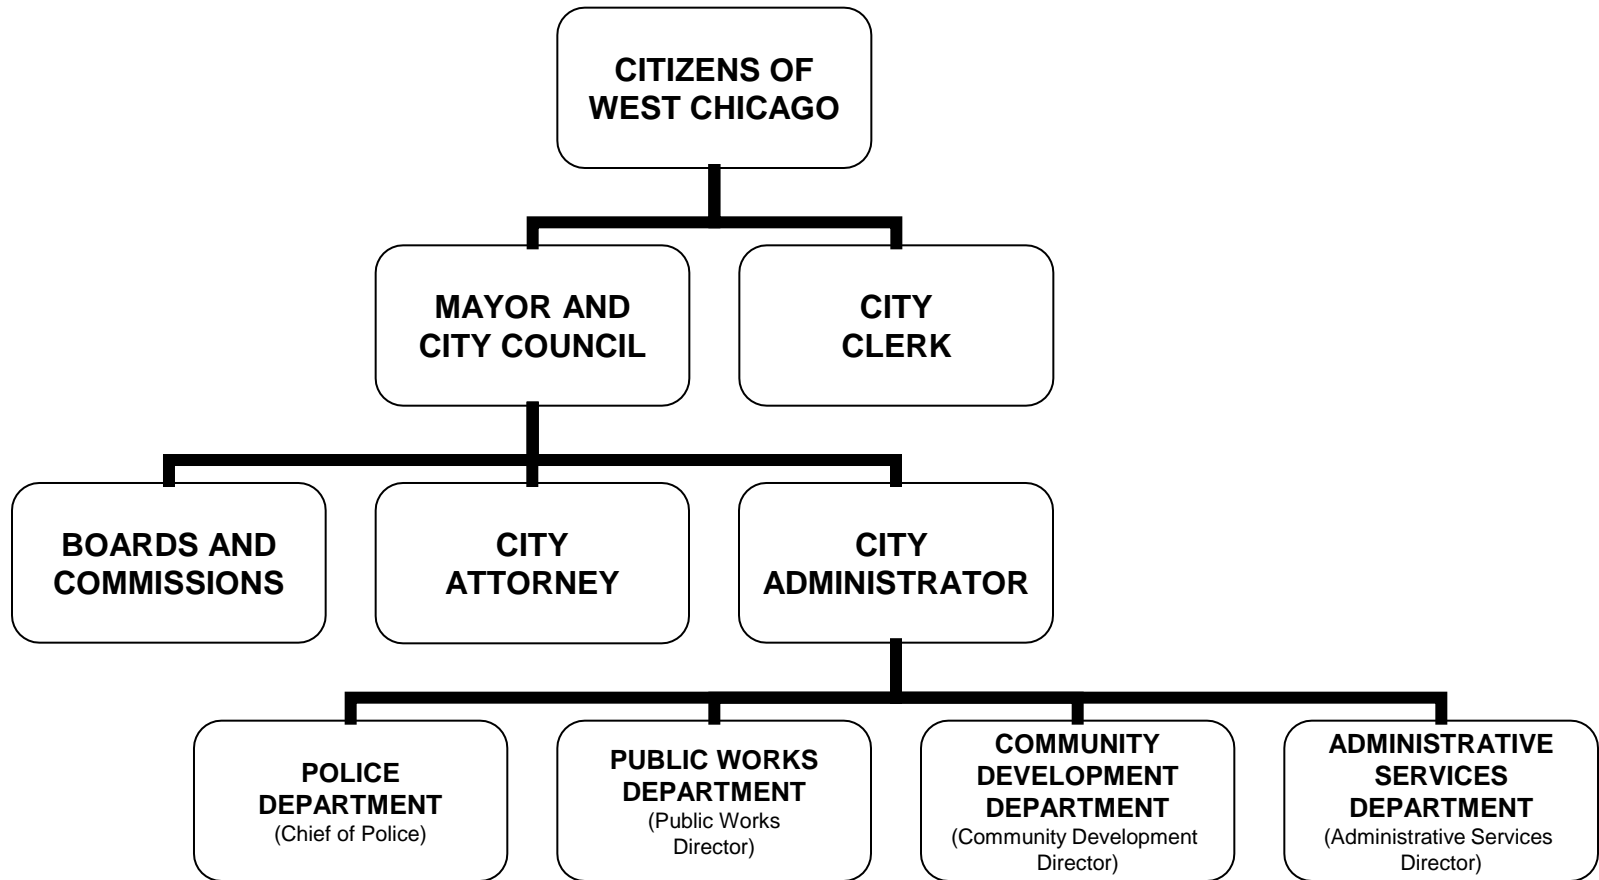 CITIZENS OF
WEST CHICAGO
MAYOR AND
CITY COUNCIL
CITY
CLERK
BOARDS AND
COMMISSIONS
CITY
ATTORNEY
CITY
ADMINISTRATOR
POLICE
DEPARTMENT
(Chief of Police)
PUBLIC WORKS
DEPARTMENT
(Public Works
Director)
COMMUNITY
DEVELOPMENT
DEPARTMENT
(Community Development
Director)
ADMINISTRATIVE
SERVICES
DEPARTMENT
(Administrative Services
Director)